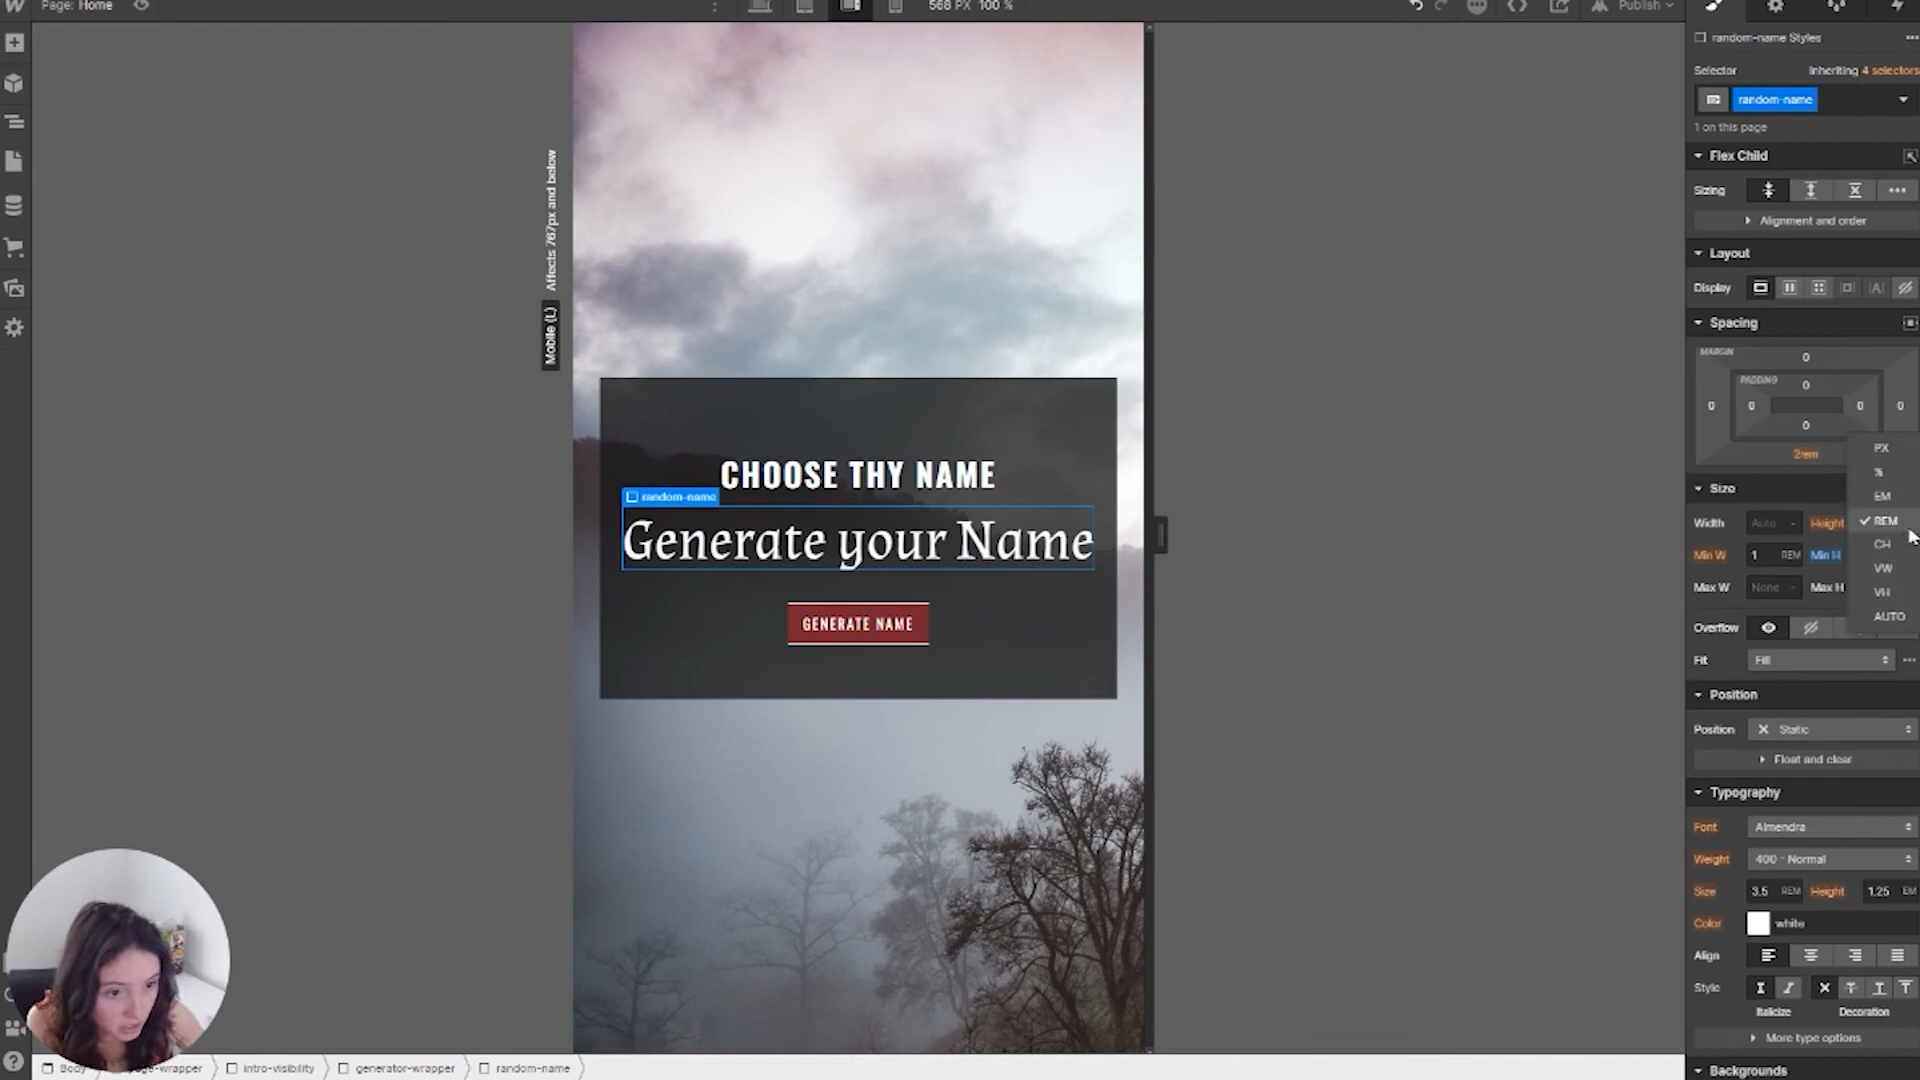 Page: Home
568 PX 100 %
Publish
random-name Styles
Selector
Inheriting 4 selectors
random-name
1 on this page
Flex Child
Sizing
Alignment and order
Layout
Display
Spacing
MARGIN
0
PADDING
0
0
0
0
0
0
2rem
PX
%
EM
REM
CH
VW
VH
AUTO
Size
Width
Auto
-
Height
Min W
1 REM
Min H
Max W
None
-
Max H
Overflow
Fit
Fill
Position
Position
Static
Float and clear
Typography
Font
Almendra
Weight
400 - Normal
Size
3.5 REM
Height
1.25 EM
Color
white
Align
Style
Italicize
Decoration
More type options
Backgrounds
Affects 767px and below
Mobile (L)
CHOOSE THY NAME
random-name
Generate your Name
GENERATE NAME
Body
intro-visibility
generator-wrapper
random-name